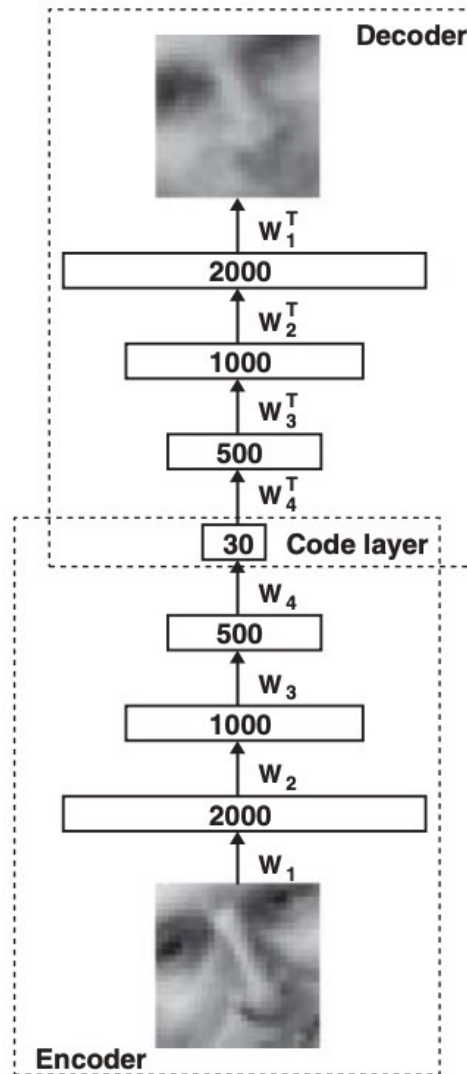 Decoder
W₁ᵀ
2000
W₂ᵀ
1000
W₃ᵀ
500
W₄ᵀ
30 Code layer
W₄
500
W₃
1000
W₂
2000
W₁
Encoder